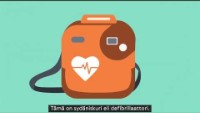 Tämä on sydäniskuri eli defibrillaattori.